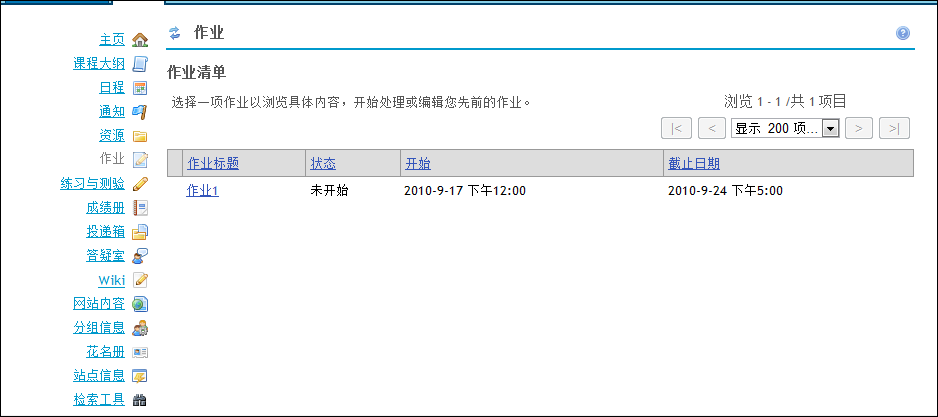 主页
课程大纲
日程
通知
资源
作业
练习与测验
成绩册
投递箱
答疑室
Wiki
网站内容
分组信息
花名册
站点信息
检索工具
作业
作业清单
选择一项作业以浏览具体内容，开始处理或编辑您先前的作业。
浏览 1 - 1 /共 1 项目
|< < 显示 200 项... > >|
作业标题 状态 开始 截止日期
作业1 未开始 2010-9-17 下午12:00 2010-9-24 下午5:00